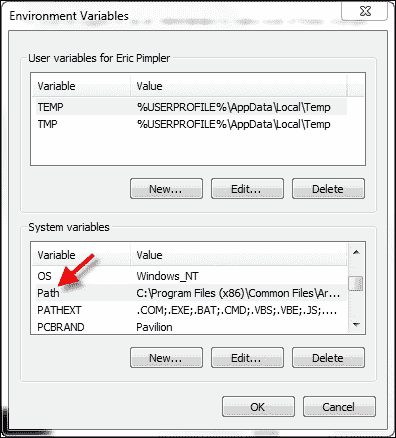 Environment Variables
User variables for Eric Pimpler
Variable Value
TEMP %USERPROFILE%\AppData\Local\Temp
TMP %USERPROFILE%\AppData\Local\Temp
New... Edit... Delete
System variables
Variable Value
OS Windows_NT
Path C:\Program Files (x86)\Common Files\Ar...
PATHEXT .COM;.EXE;.BAT;.CMD;.VBS;.VBE;.JS;....
PCBRAND Pavilion
New... Edit... Delete
OK Cancel